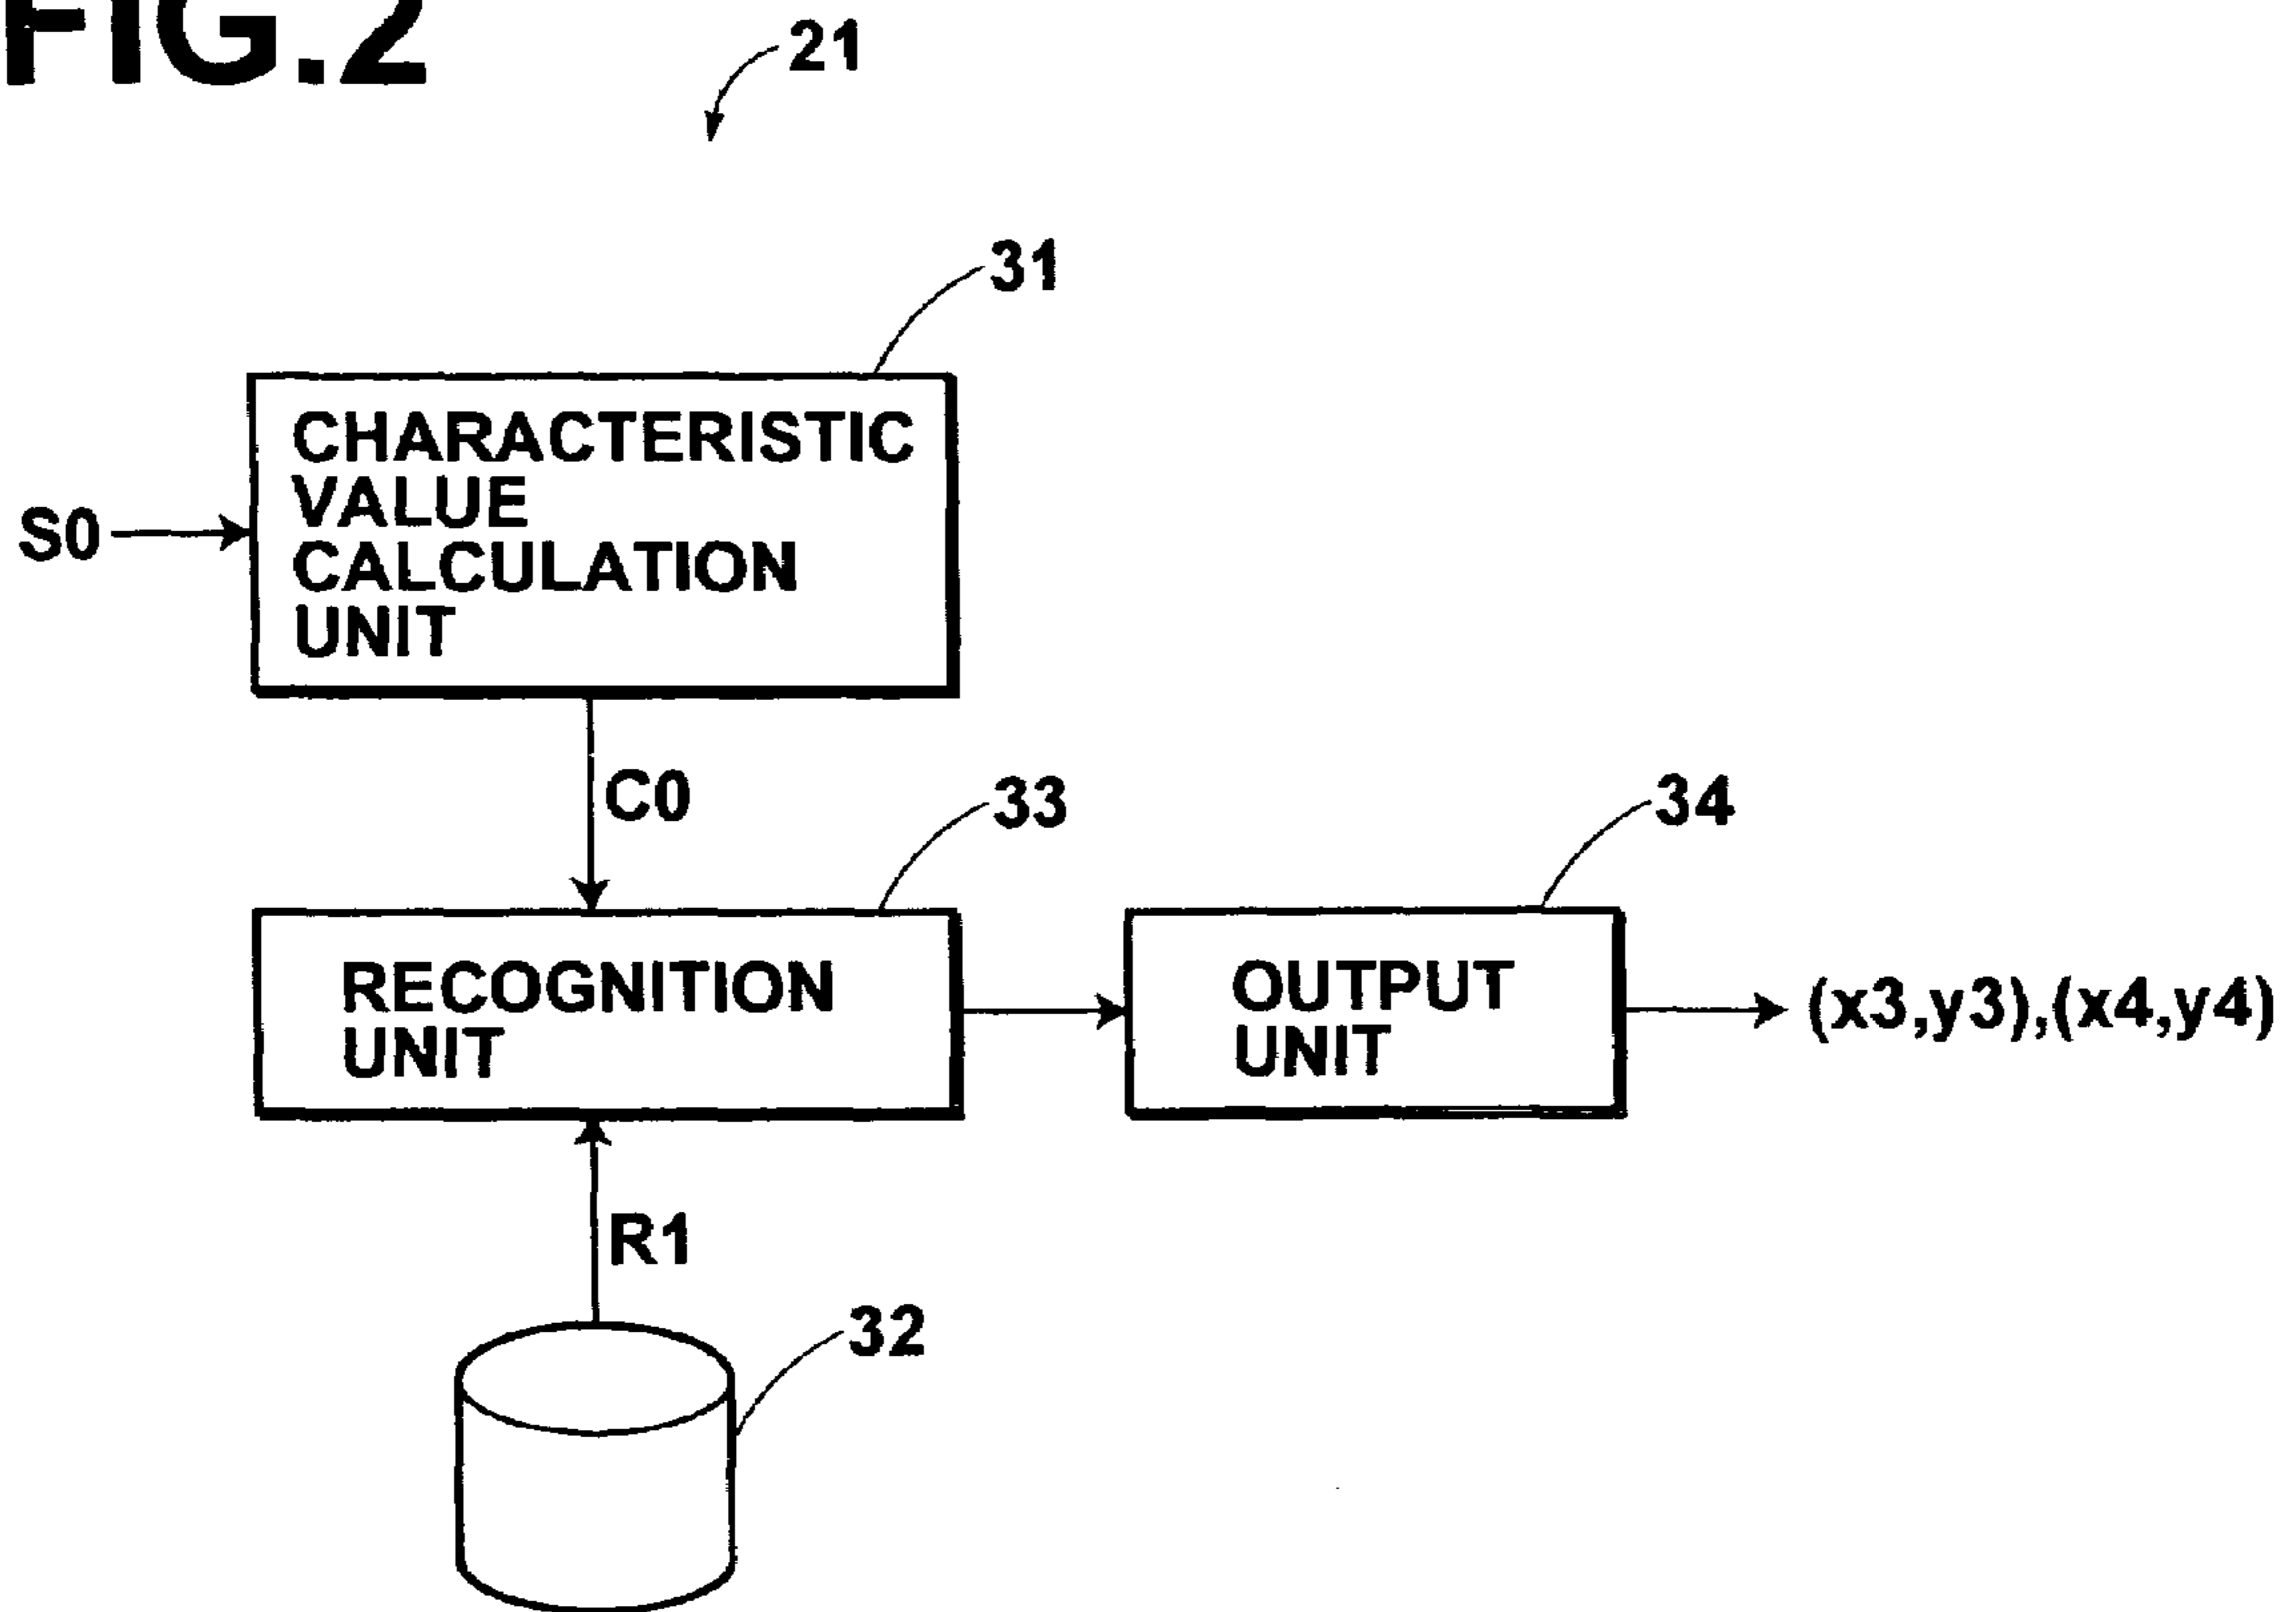 FIG.2
21
31
CHARACTERISTIC
VALUE
CALCULATION
UNIT
S0
C0
33
34
RECOGNITION
UNIT
OUTPUT
UNIT
(x3,y3),(x4,y4)
R1
32